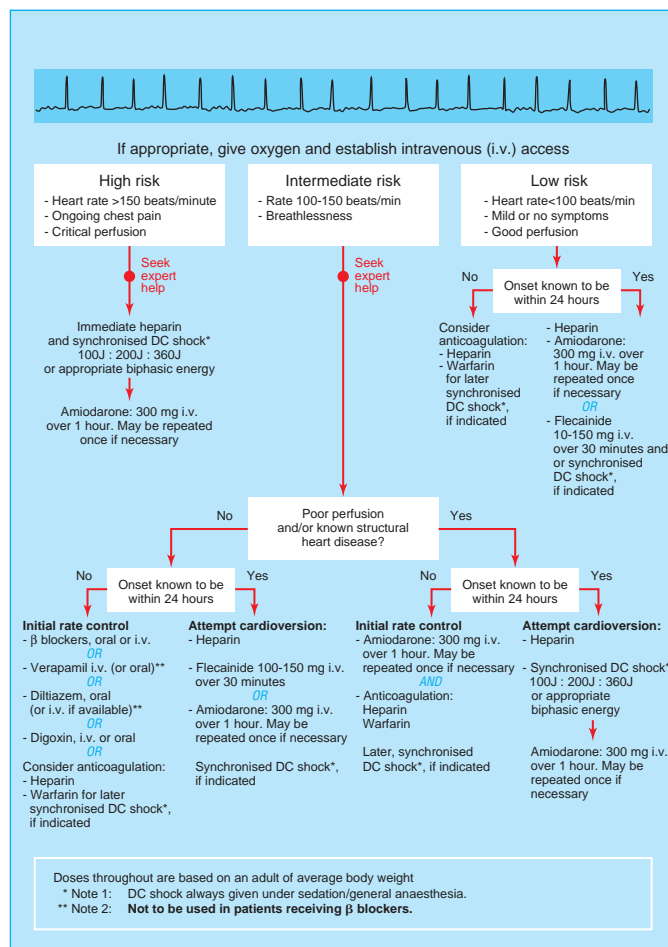 If appropriate, give oxygen and establish intravenous (i.v.) access
High risk
- Heart rate >150 beats/minute
- Ongoing chest pain
- Critical perfusion
Intermediate risk
- Rate 100-150 beats/min
- Breathlessness
Low risk
- Heart rate<100 beats/min
- Mild or no symptoms
- Good perfusion
Seek
expert
help
Seek
expert
help
No
Onset known to be
within 24 hours
Yes
Immediate heparin
and synchronised DC shock*
100J : 200J : 360J
or appropriate biphasic energy
Amiodarone: 300 mg i.v.
over 1 hour. May be repeated
once if necessary
Consider
anticoagulation:
- Heparin
- Warfarin
for later
synchronised
DC shock*,
if indicated
- Heparin
- Amiodarone:
300 mg i.v. over
1 hour. May be
repeated once
if necessary
OR
- Flecainide
10-150 mg i.v.
over 30 minutes and
or synchronised
DC shock*,
if indicated
No
Poor perfusion
and/or known structural
heart disease?
Yes
No
Onset known to be
within 24 hours
Yes
No
Onset known to be
within 24 hours
Yes
Initial rate control
- β blockers, oral or i.v.
OR
- Verapamil i.v. (or oral)**
OR
- Diltiazem, oral
(or i.v. if available)**
OR
- Digoxin, i.v. or oral
OR
Consider anticoagulation:
- Heparin
- Warfarin for later
synchronised DC shock*,
if indicated
Attempt cardioversion:
- Heparin
- Flecainide 100-150 mg i.v.
over 30 minutes
OR
- Amiodarone: 300 mg i.v.
over 1 hour. May be
repeated once if necessary
Synchronised DC shock*,
if indicated
Initial rate control
- Amiodarone: 300 mg i.v.
over 1 hour. May be
repeated once if necessary
AND
- Anticoagulation:
Heparin
Warfarin
Later, synchronised
DC shock*, if indicated
Attempt cardioversion:
- Heparin
- Synchronised DC shock*
100J : 200J : 360J
or appropriate
biphasic energy
Amiodarone: 300 mg i.v.
over 1 hour. May be
repeated once if
necessary
Doses throughout are based on an adult of average body weight
* Note 1: DC shock always given under sedation/general anaesthesia.
** Note 2: Not to be used in patients receiving β blockers.